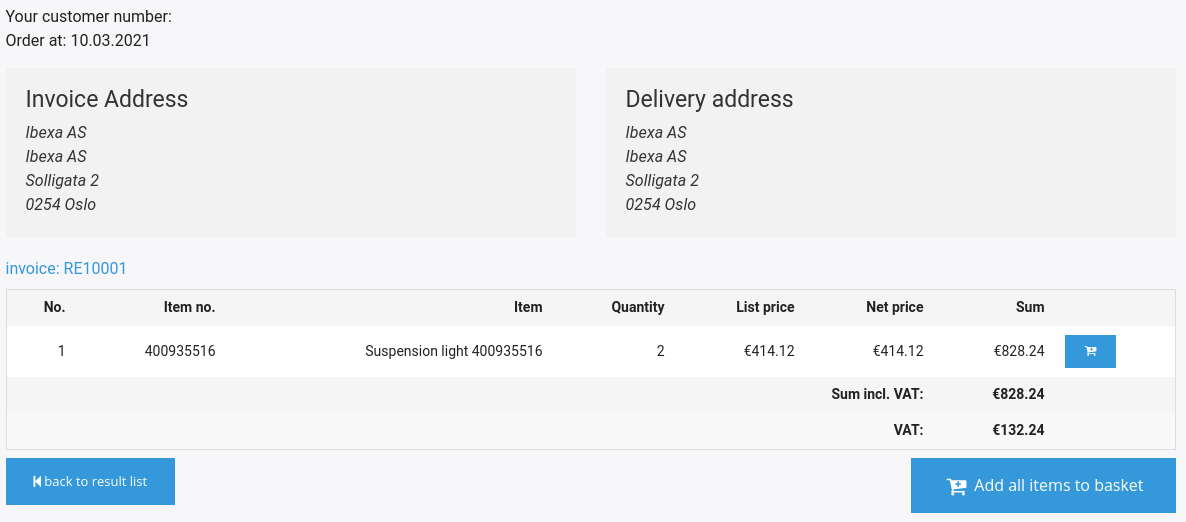 Your customer number:
Order at: 10.03.2021
Invoice Address
Ibexa AS
Ibexa AS
Solligata 2
0254 Oslo
Delivery address
Ibexa AS
Ibexa AS
Solligata 2
0254 Oslo
invoice: RE10001
No. Item no. Item Quantity List price Net price Sum
1 400935516 Suspension light 400935516 2 €414.12 €414.12 €828.24
Sum incl. VAT: €828.24
VAT: €132.24
back to result list
Add all items to basket